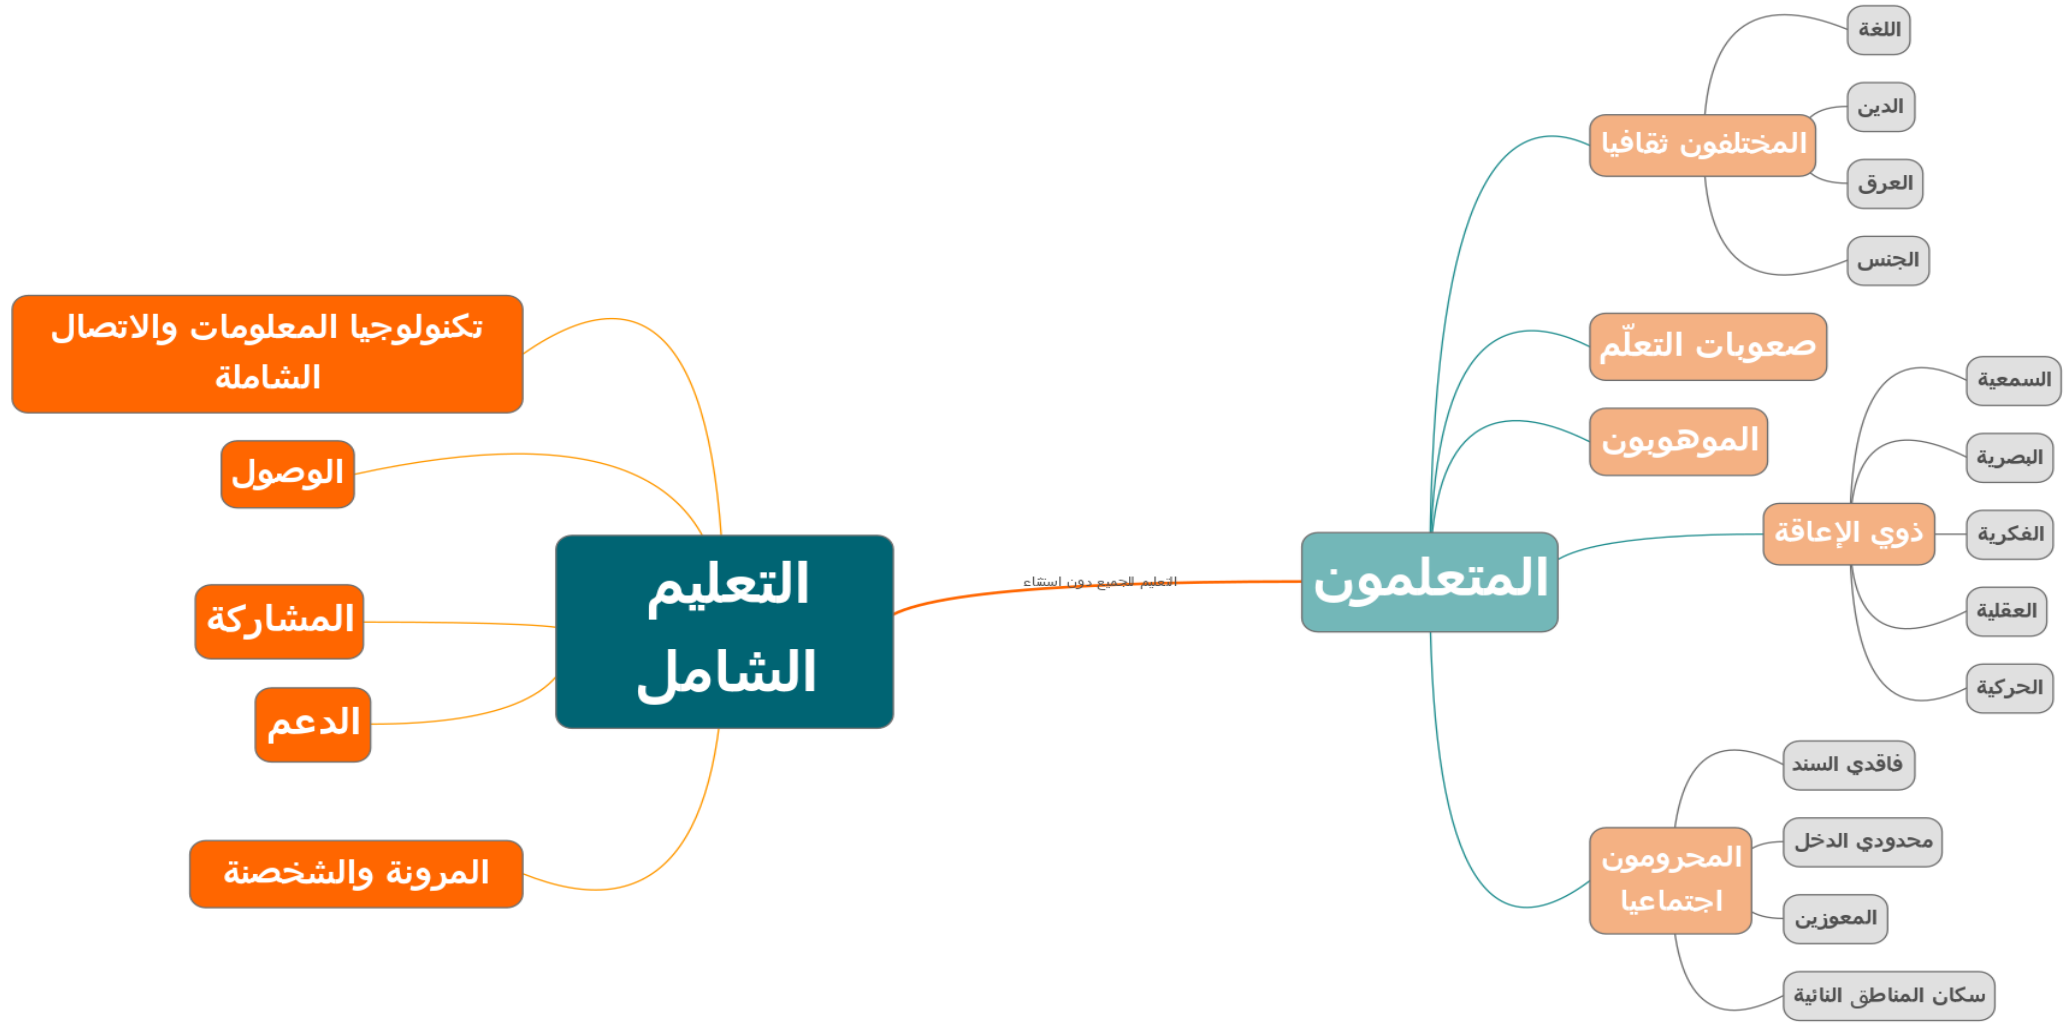 التعليم
الشامل
التعليم للجميع دون استثناء
المتعلمون
المختلفون ثقافيا
اللغة
الدين
العرق
الجنس
صعوبات التعلّم
الموهوبون
ذوي الإعاقة
السمعية
البصرية
الفكرية
العقلية
الحركية
المحرومون
اجتماعيا
فاقدي السند
محدودي الدخل
المعوزين
سكان المناطق النائية
تكنولوجيا المعلومات والاتصال
الشاملة
الوصول
المشاركة
الدعم
المرونة والشخصنة